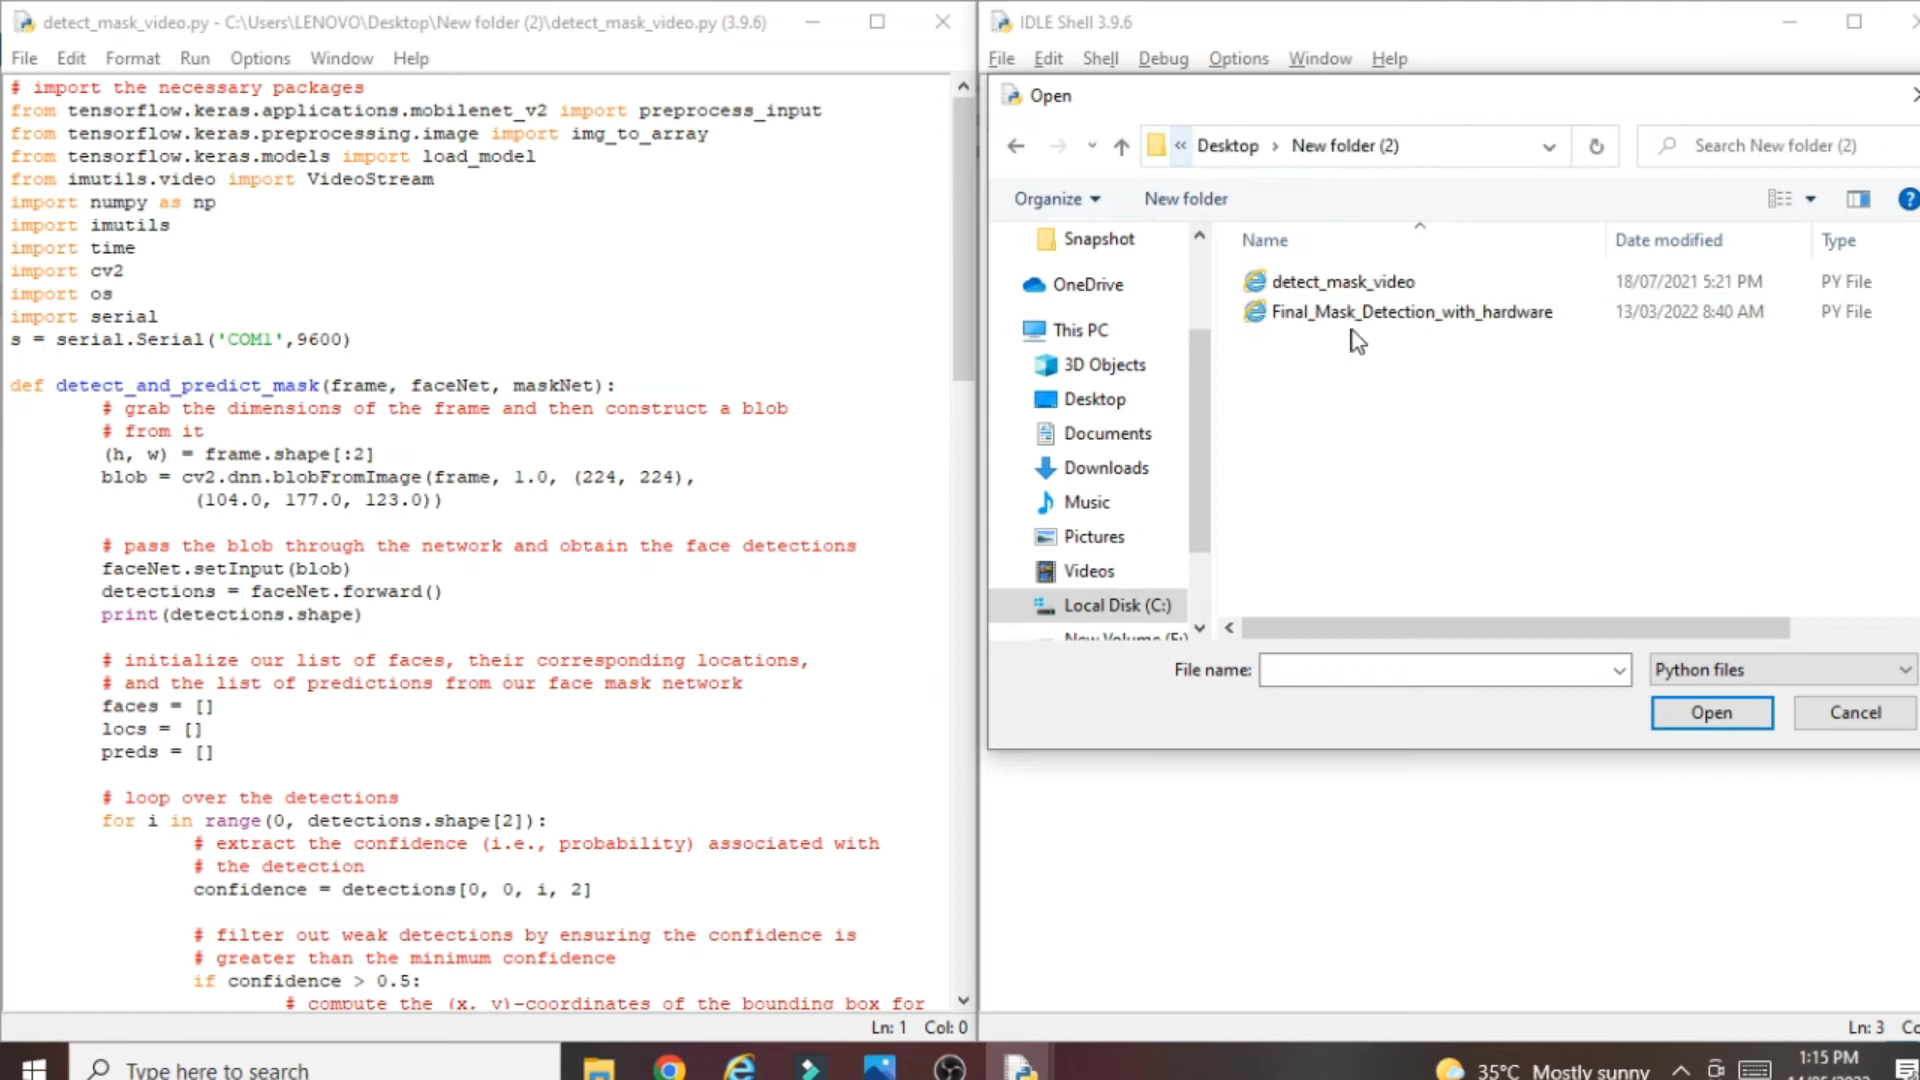 detect_mask_video.py - C:\Users\LENOVO\Desktop\New folder (2)\detect_mask_video.py (3.9.6)
File Edit Format Run Options Window Help
# import the necessary packages
from tensorflow.keras.applications.mobilenet_v2 import preprocess_input
from tensorflow.keras.preprocessing.image import img_to_array
from tensorflow.keras.models import load_model
from imutils.video import VideoStream
import numpy as np
import imutils
import time
import cv2
import os
import serial
s = serial.Serial('COM1',9600)
def detect_and_predict_mask(frame, faceNet, maskNet):
# grab the dimensions of the frame and then construct a blob
# from it
(h, w) = frame.shape[:2]
blob = cv2.dnn.blobFromImage(frame, 1.0, (224, 224),
(104.0, 177.0, 123.0))
# pass the blob through the network and obtain the face detections
faceNet.setInput(blob)
detections = faceNet.forward()
print(detections.shape)
# initialize our list of faces, their corresponding locations,
# and the list of predictions from our face mask network
faces = []
locs = []
preds = []
# loop over the detections
for i in range(0, detections.shape[2]):
# extract the confidence (i.e., probability) associated with
# the detection
confidence = detections[0, 0, i, 2]
# filter out weak detections by ensuring the confidence is
# greater than the minimum confidence
if confidence > 0.5:
# compute the (x, y)-coordinates of the bounding box for
Ln: 1 Col: 0
IDLE Shell 3.9.6
File Edit Shell Debug Options Window Help
Open
« Desktop › New folder (2)
Search New folder (2)
Organize New folder
Snapshot
OneDrive
This PC
3D Objects
Desktop
Documents
Downloads
Music
Pictures
Videos
Local Disk (C:)
Name Date modified Type
detect_mask_video 18/07/2021 5:21 PM PY File
Final_Mask_Detection_with_hardware 13/03/2022 8:40 AM PY File
File name:
Python files
Open Cancel
Ln: 3
Type here to search
35°C Mostly sunny
1:15 PM